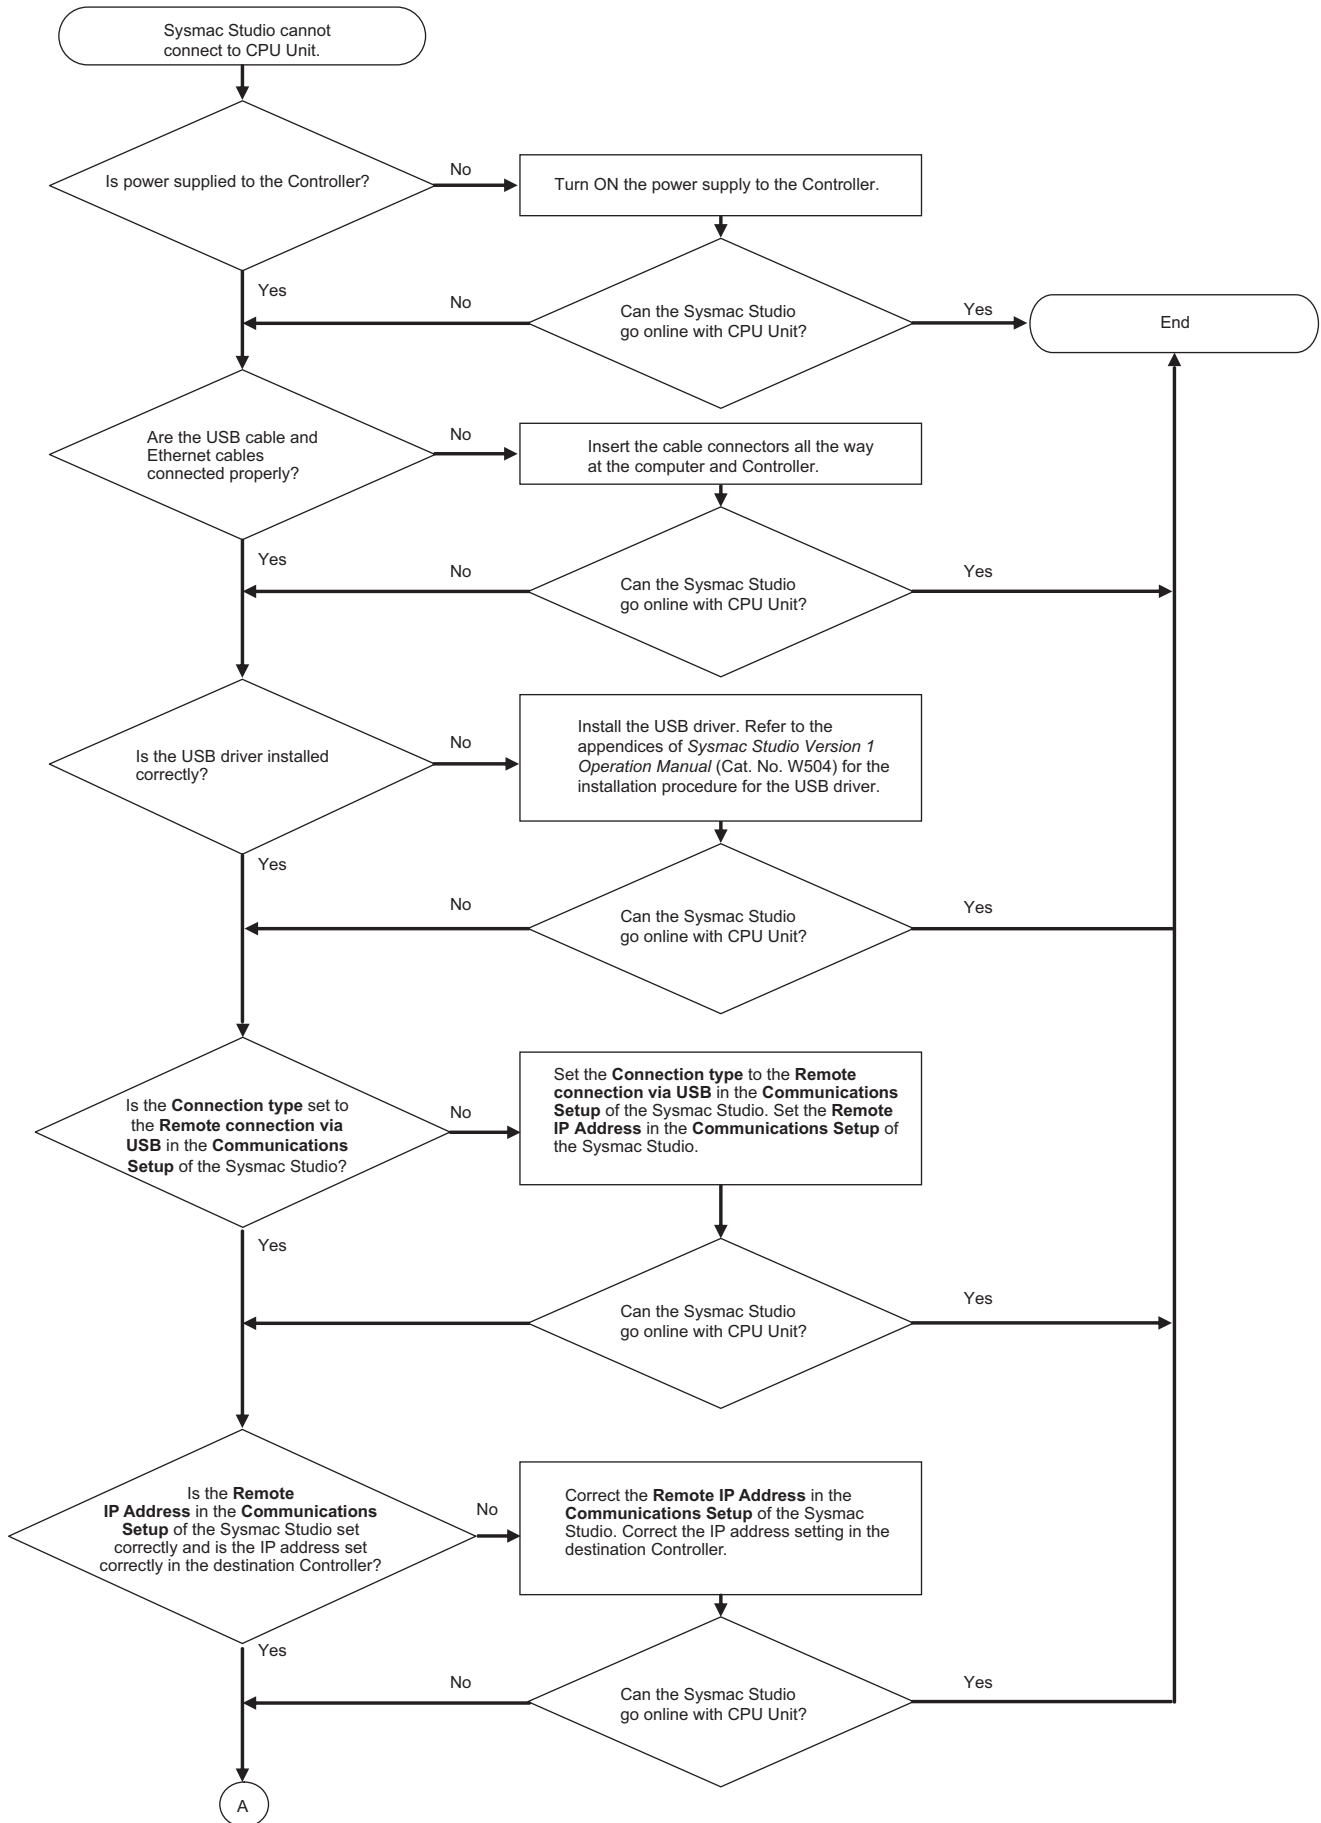 Sysmac Studio cannot
connect to CPU Unit.
Is power supplied to the Controller?
No
Turn ON the power supply to the Controller.
Yes
No
Can the Sysmac Studio
go online with CPU Unit?
Yes
End
Are the USB cable and
Ethernet cables
connected properly?
No
Insert the cable connectors all the way
at the computer and Controller.
Yes
No
Can the Sysmac Studio
go online with CPU Unit?
Yes
Is the USB driver installed
correctly?
No
Install the USB driver. Refer to the
appendices of Sysmac Studio Version 1
Operation Manual (Cat. No. W504) for the
installation procedure for the USB driver.
Yes
No
Can the Sysmac Studio
go online with CPU Unit?
Yes
Is the Connection type set to
the Remote connection via
USB in the Communications
Setup of the Sysmac Studio?
No
Set the Connection type to the Remote
connection via USB in the Communications
Setup of the Sysmac Studio. Set the Remote
IP Address in the Communications Setup of
the Sysmac Studio.
Yes
Can the Sysmac Studio
go online with CPU Unit?
Yes
Is the Remote
IP Address in the Communications
Setup of the Sysmac Studio set
correctly and is the IP address set
correctly in the destination Controller?
No
Correct the Remote IP Address in the
Communications Setup of the Sysmac
Studio. Correct the IP address setting in the
destination Controller.
Yes
No
Can the Sysmac Studio
go online with CPU Unit?
Yes
A